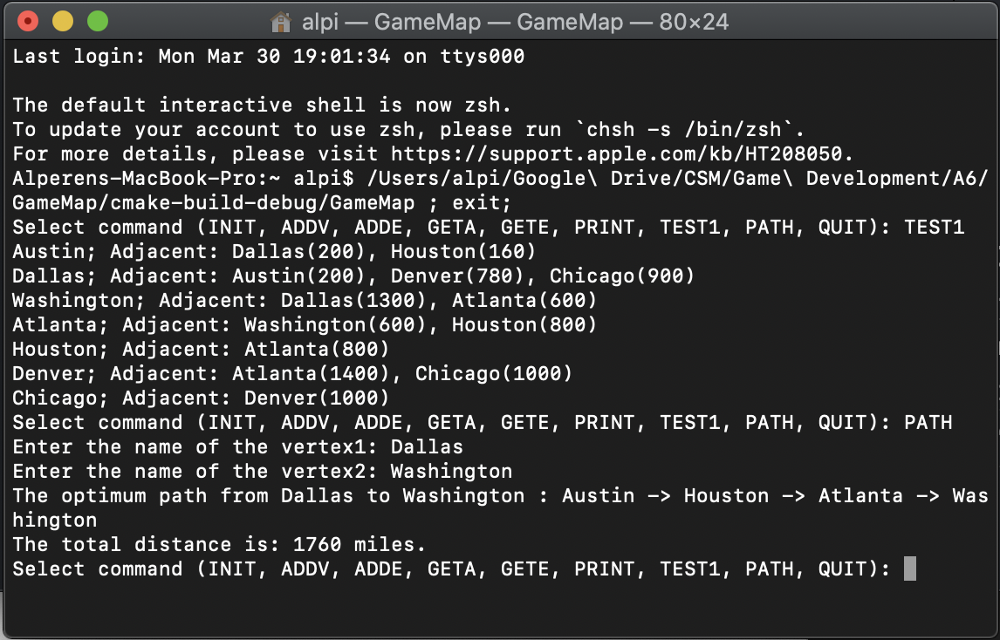 alpi — GameMap — GameMap — 80×24
Last login: Mon Mar 30 19:01:34 on ttys000
The default interactive shell is now zsh.
To update your account to use zsh, please run `chsh -s /bin/zsh`.
For more details, please visit https://support.apple.com/kb/HT208050.
Alperens-MacBook-Pro:~ alpi$ /Users/alpi/Google\ Drive/CSM/Game\ Development/A6/
GameMap/cmake-build-debug/GameMap ; exit;
Select command (INIT, ADDV, ADDE, GETA, GETE, PRINT, TEST1, PATH, QUIT): TEST1
Austin; Adjacent: Dallas(200), Houston(160)
Dallas; Adjacent: Austin(200), Denver(780), Chicago(900)
Washington; Adjacent: Dallas(1300), Atlanta(600)
Atlanta; Adjacent: Washington(600), Houston(800)
Houston; Adjacent: Atlanta(800)
Denver; Adjacent: Atlanta(1400), Chicago(1000)
Chicago; Adjacent: Denver(1000)
Select command (INIT, ADDV, ADDE, GETA, GETE, PRINT, TEST1, PATH, QUIT): PATH
Enter the name of the vertex1: Dallas
Enter the name of the vertex2: Washington
The optimum path from Dallas to Washington : Austin -> Houston -> Atlanta -> Was
hington
The total distance is: 1760 miles.
Select command (INIT, ADDV, ADDE, GETA, GETE, PRINT, TEST1, PATH, QUIT):